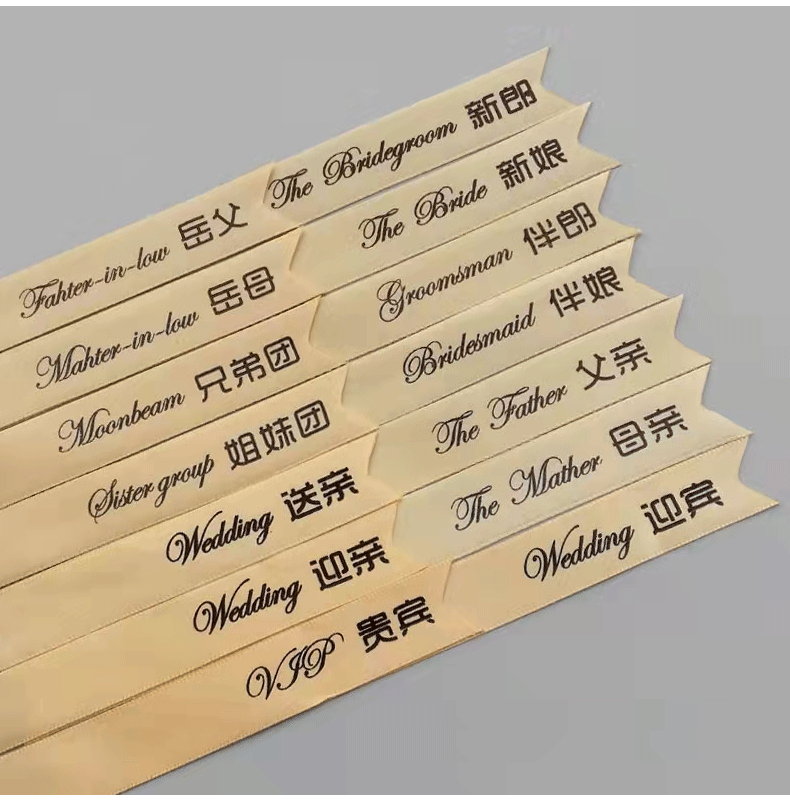 The Bridegroom 新郎
The Bride 新娘
Groomsman 伴郎
Bridesmaid 伴娘
The Father 父亲
The Mather 母亲
Wedding 迎宾
Fahter-in-low 岳父
Mahter-in-low 岳母
Moonbeam 兄弟团
Sister group 姐妹团
Wedding 送亲
Wedding 迎亲
VIP 贵宾